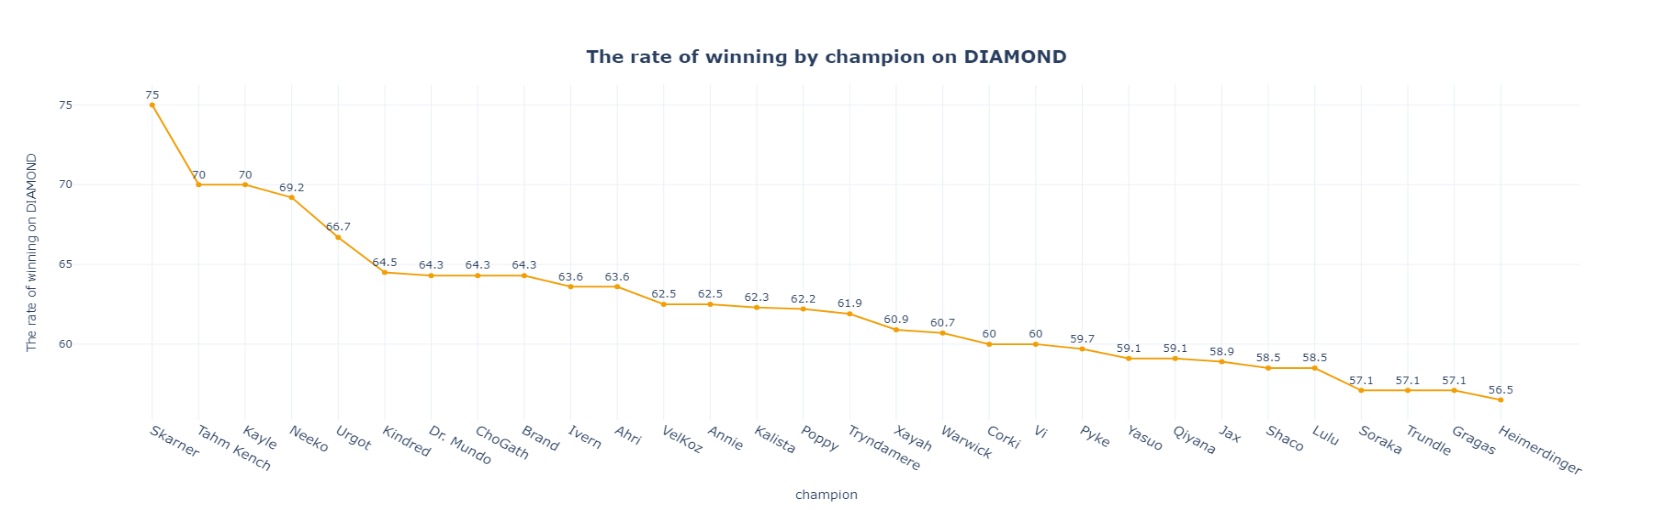 The rate of winning by champion on DIAMOND
The rate of winning on DIAMOND
75
70
65
60
75
70
70
69.2
66.7
64.5
64.3
64.3
64.3
63.6
63.6
62.5
62.5
62.3
62.2
61.9
60.9
60.7
60
60
59.7
59.1
59.1
58.9
58.5
58.5
57.1
57.1
57.1
56.5
Skarner
Tahm Kench
Kayle
Neeko
Urgot
Kindred
Dr. Mundo
ChoGath
Brand
Ivern
Ahri
VelKoz
Annie
Kalista
Poppy
Tryndamere
Xayah
Warwick
Corki
Vi
Pyke
Yasuo
Qiyana
Jax
Shaco
Lulu
Soraka
Trundle
Gragas
Heimerdinger
champion